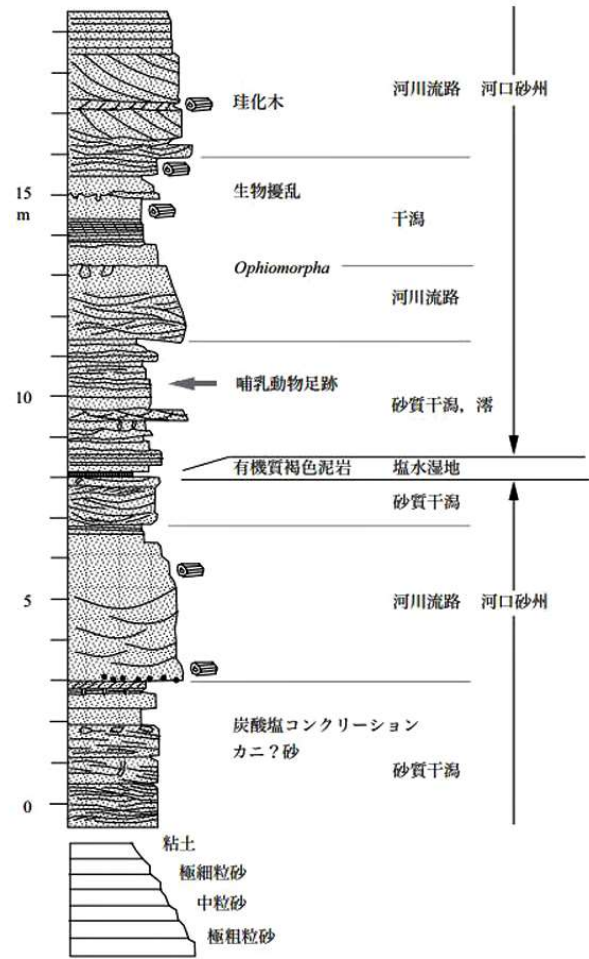 河川流路 河口砂州
珪化木
15
m
生物擾乱
干潟
Ophiomorpha
河川流路
10
哺乳動物足跡
砂質干潟，澪
有機質褐色泥岩 塩水湿地
砂質干潟
5
河川流路 河口砂州
炭酸塩コンクリーション
カニ？砂
砂質干潟
0
粘土
極細粒砂
中粒砂
極粗粒砂